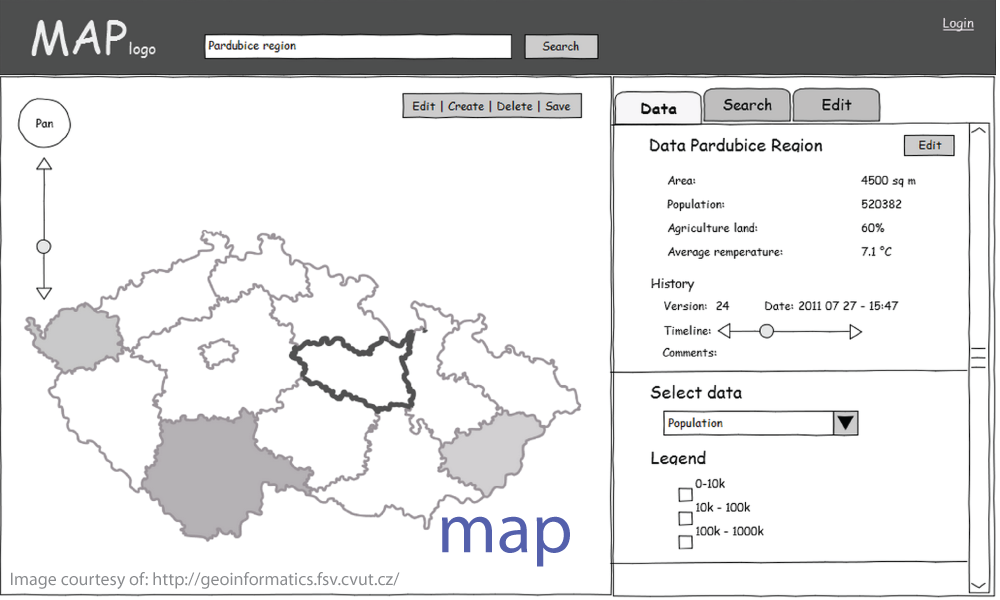 MAP logo
Login
Pardubice region
Search
Pan
Edit | Create | Delete | Save
Data
Search
Edit
Data Pardubice Region
Edit
Area: 4500 sq m
Population: 520382
Agriculture land: 60%
Average remperature: 7.1 °C
History
Version: 24 Date: 2011 07 27 - 15:47
Timeline:
Comments:
Select data
Population
Legend
0-10k
10k - 100k
100k - 1000k
map
Image courtesy of: http://geoinformatics.fsv.cvut.cz/